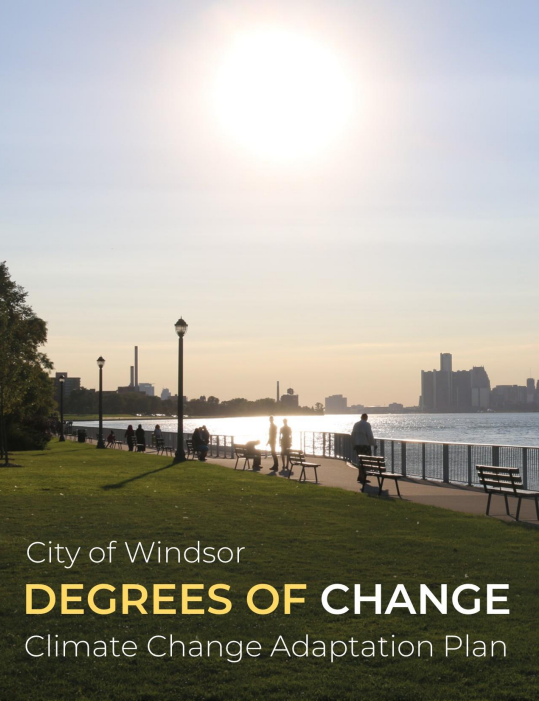 City of Windsor
DEGREES OF CHANGE
Climate Change Adaptation Plan